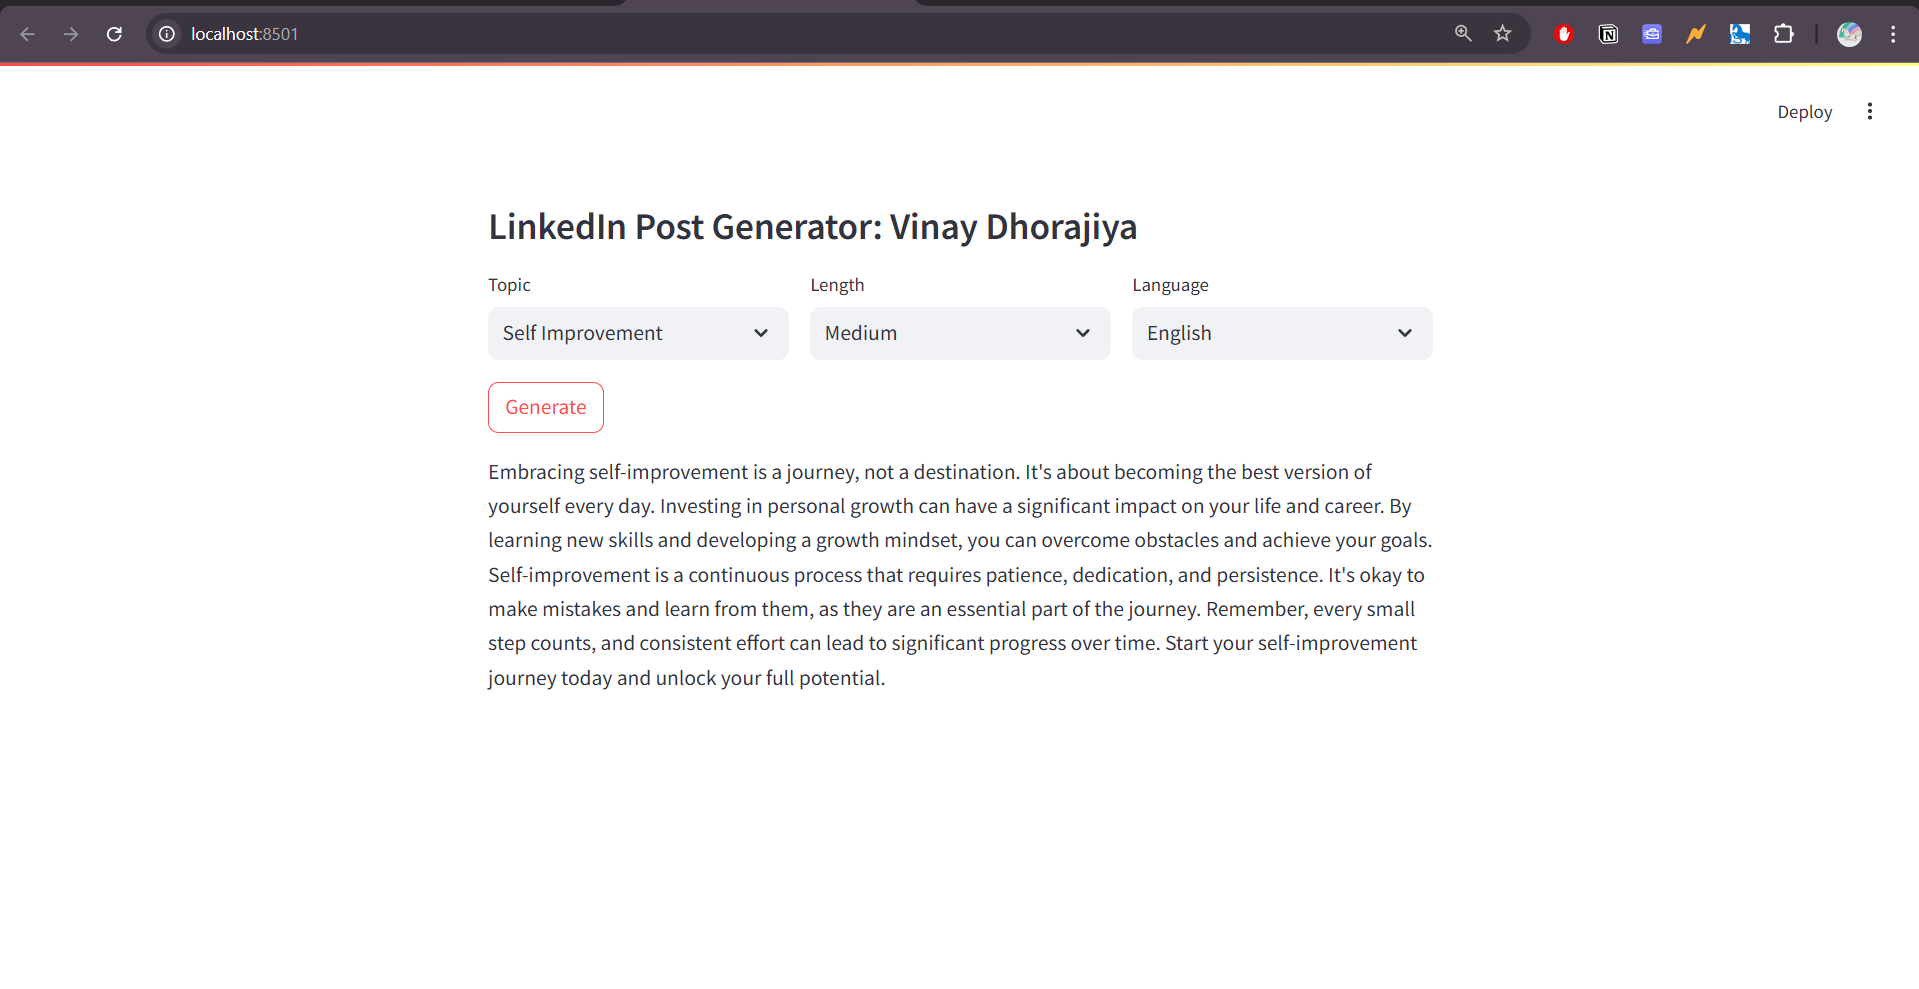 localhost:8501
Deploy
LinkedIn Post Generator: Vinay Dhorajiya
Topic Length Language
Self Improvement Medium English
Generate
Embracing self-improvement is a journey, not a destination. It's about becoming the best version of
yourself every day. Investing in personal growth can have a significant impact on your life and career. By
learning new skills and developing a growth mindset, you can overcome obstacles and achieve your goals.
Self-improvement is a continuous process that requires patience, dedication, and persistence. It's okay to
make mistakes and learn from them, as they are an essential part of the journey. Remember, every small
step counts, and consistent effort can lead to significant progress over time. Start your self-improvement
journey today and unlock your full potential.